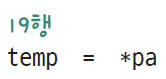 19행
temp = *pa